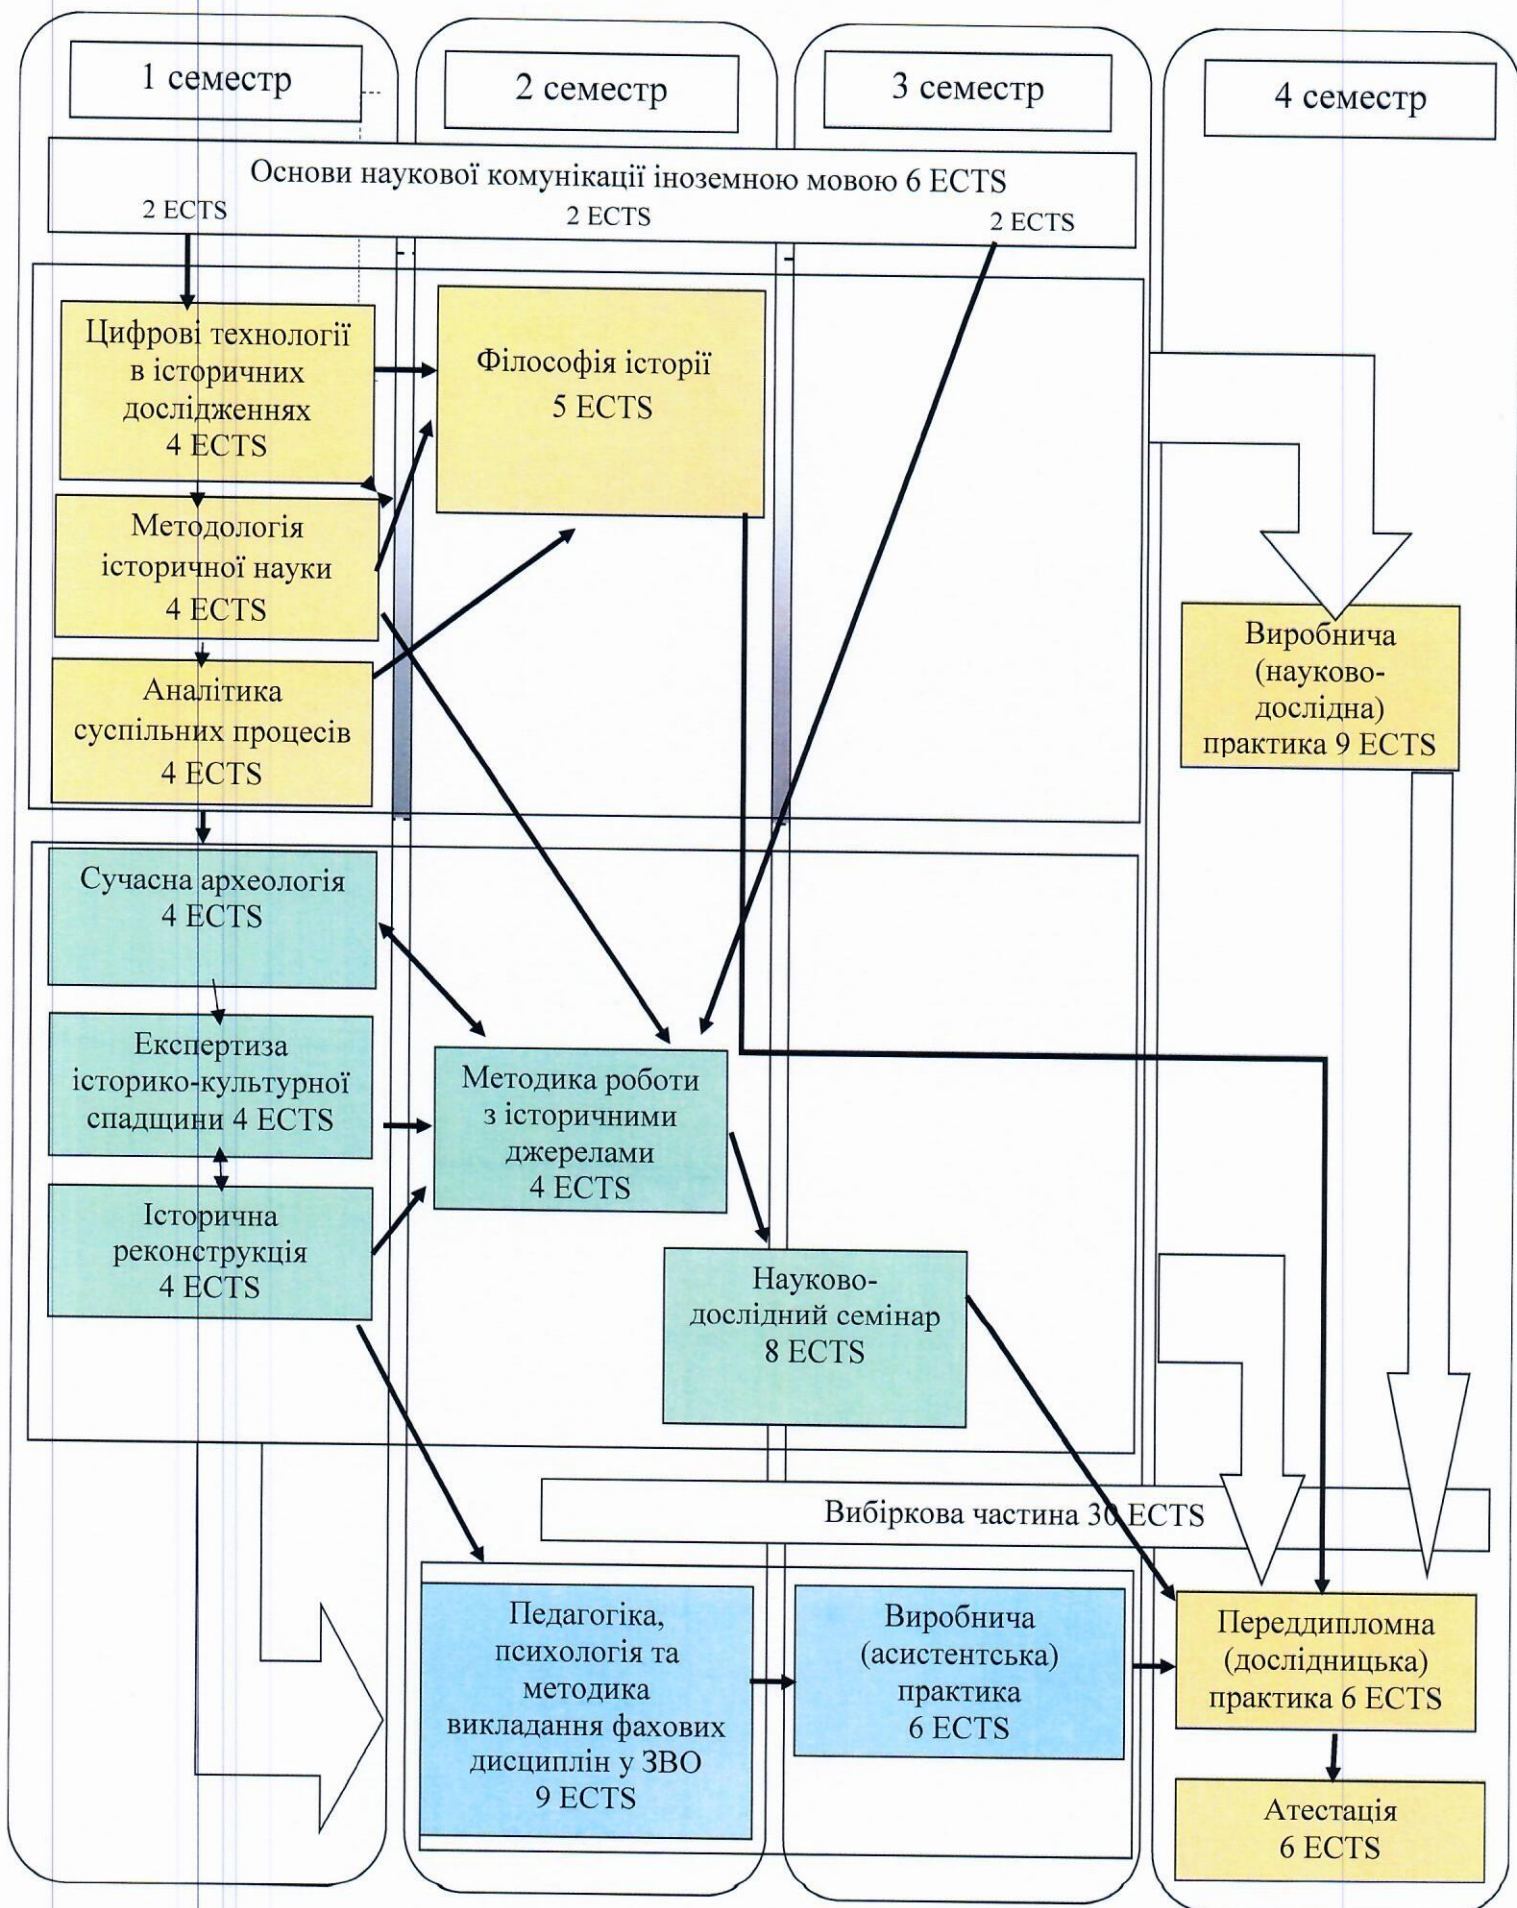 1 семестр
2 семестр
3 семестр
4 семестр
Основи наукової комунікації іноземною мовою 6 ECTS
2 ECTS
2 ECTS
2 ECTS
Цифрові технології
в історичних
дослідженнях
4 ECTS
Філософія історії
5 ECTS
Методологія
історичної науки
4 ECTS
Аналітика
суспільних процесів
4 ECTS
Виробнича
(науково-
дослідна)
практика 9 ECTS
Сучасна археологія
4 ECTS
Експертиза
історико-культурної
спадщини 4 ECTS
Методика роботи
з історичними
джерелами
4 ECTS
Історична
реконструкція
4 ECTS
Науково-
дослідний семінар
8 ECTS
Вибіркова частина 30 ECTS
Педагогіка,
психологія та
методика
викладання фахових
дисциплін у ЗВО
9 ECTS
Виробнича
(асистентська)
практика
6 ECTS
Переддипломна
(дослідницька)
практика 6 ECTS
Атестація
6 ECTS